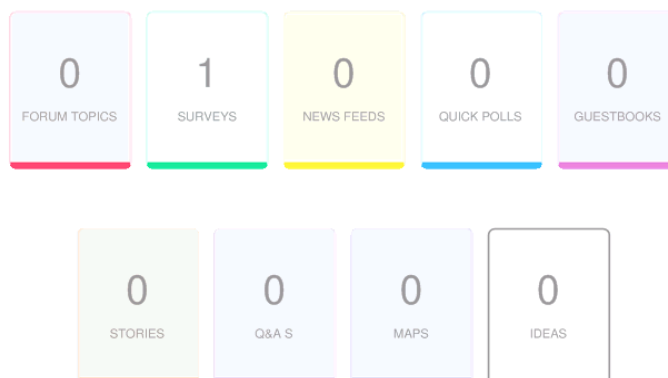 0 1 0 0 0
FORUM TOPICS SURVEYS NEWS FEEDS QUICK POLLS GUESTBOOKS
0 0 0 0
STORIES Q&A S MAPS IDEAS